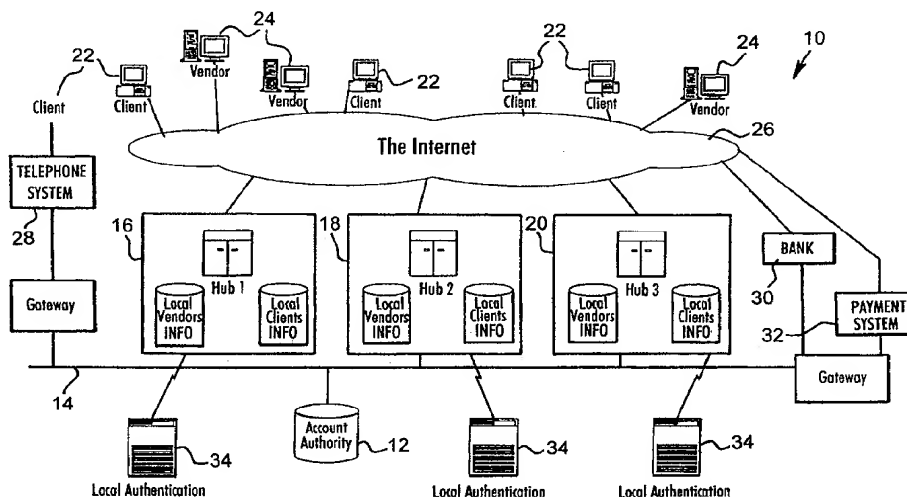 24
22
22
24
10
Vendor
22
Client
Client
Vendor
Client
Client
Client
Vendor
26
The Internet
TELEPHONE
SYSTEM
28
16
18
20
BANK
30
Hub 1
Hub 2
Hub 3
Gateway
Local
Vendors
INFO
Local
Clients
INFO
Local
Vendors
INFO
Local
Clients
INFO
Local
Vendors
INFO
Local
Clients
INFO
PAYMENT
SYSTEM
32
Gateway
14
Account
Authority
12
34
34
34
Local Authentication
Local Authentication
Local Authentication